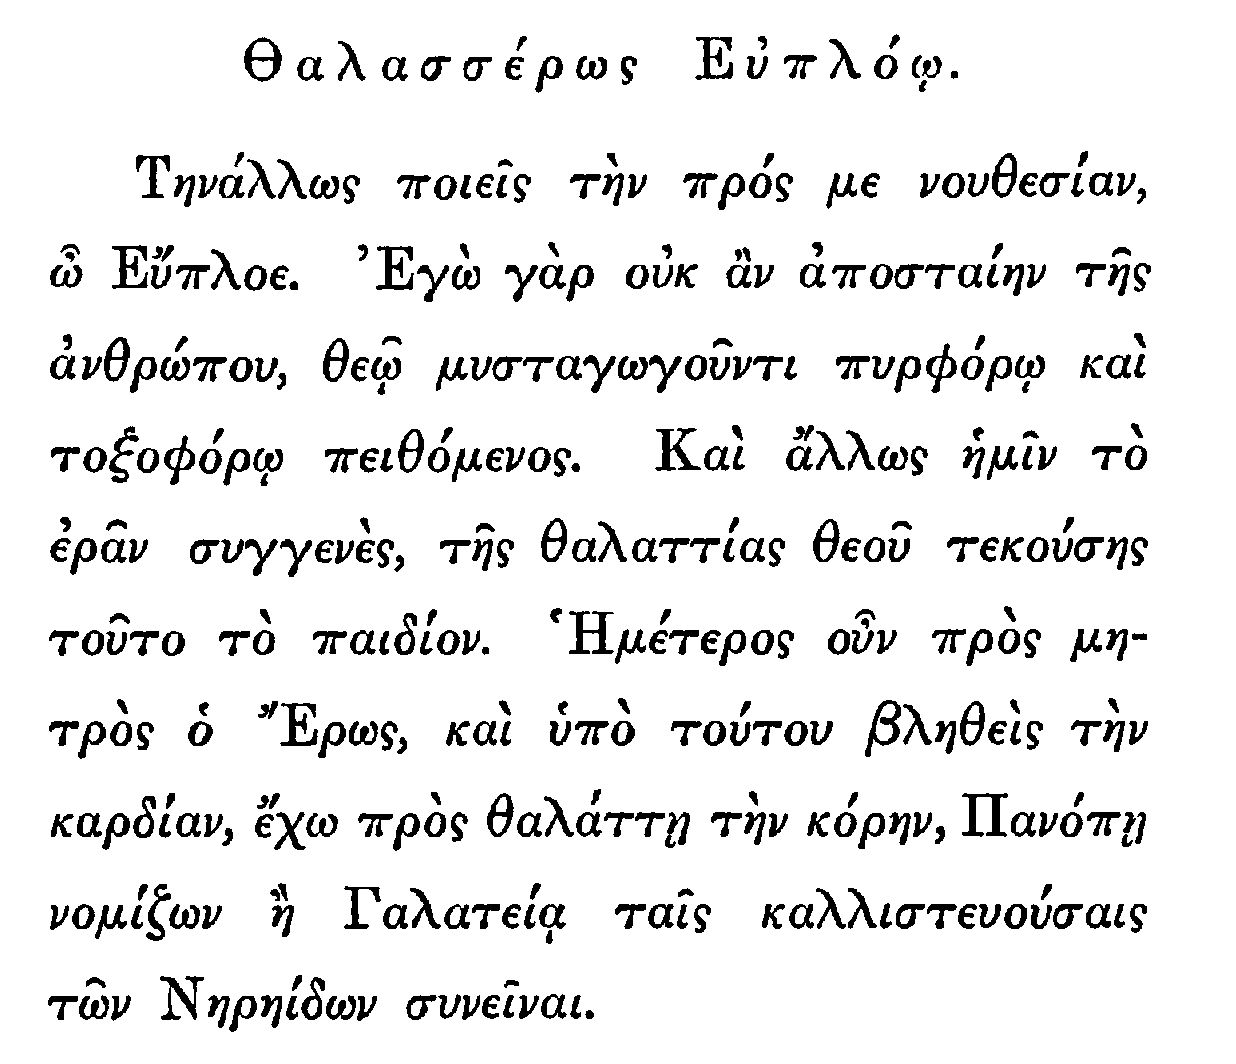 Θαλασσέρως Εὐπλόῳ.
Τηνάλλως ποιεῖς τὴν πρός με νουθεσίαν,
ὦ Εὔπλοε. Ἐγὼ γὰρ οὐκ ἂν ἀποσταίην τῆς
ἀνθρώπου, θεῷ μυσταγωγοῦντι πυρφόρῳ καὶ
τοξοφόρῳ πειθόμενος. Καὶ ἄλλως ἡμῖν τὸ
ἐρᾶν συγγενὲς, τῆς θαλαττίας θεοῦ τεκούσης
τοῦτο τὸ παιδίον. Ἡμέτερος οὖν πρὸς μη-
τρὸς ὁ Ἔρως, καὶ ὑπὸ τούτου βληθεὶς τὴν
καρδίαν, ἔχω πρὸς θαλάττῃ τὴν κόρην, Πανόπῃ
νομίζων ἢ Γαλατείᾳ ταῖς καλλιστευούσαις
τῶν Νηρηίδων συνεῖναι.